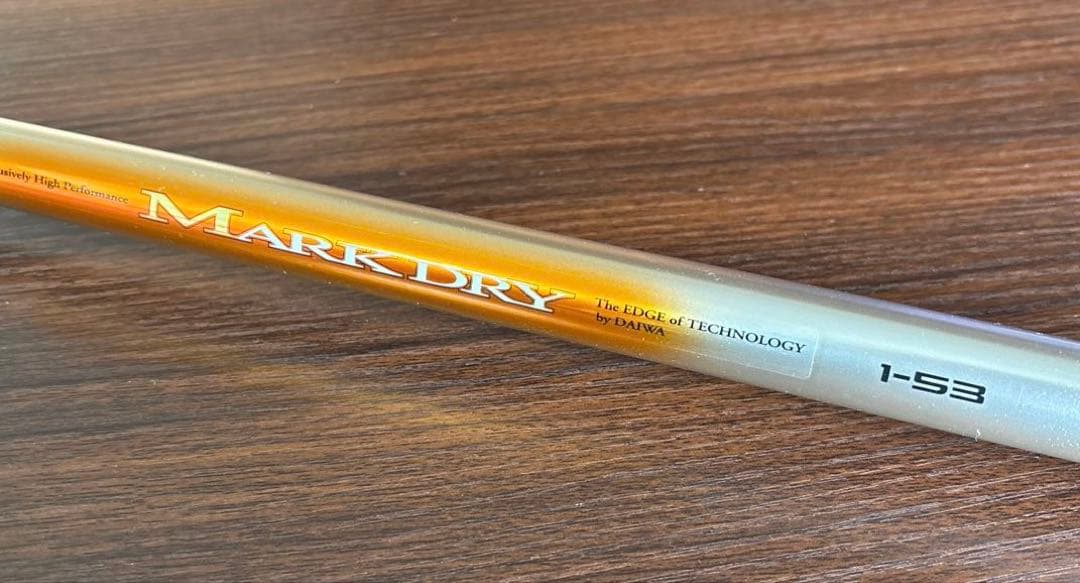 High Performance
MARK DRY
The EDGE of TECHNOLOGY
by DAIWA
1-53